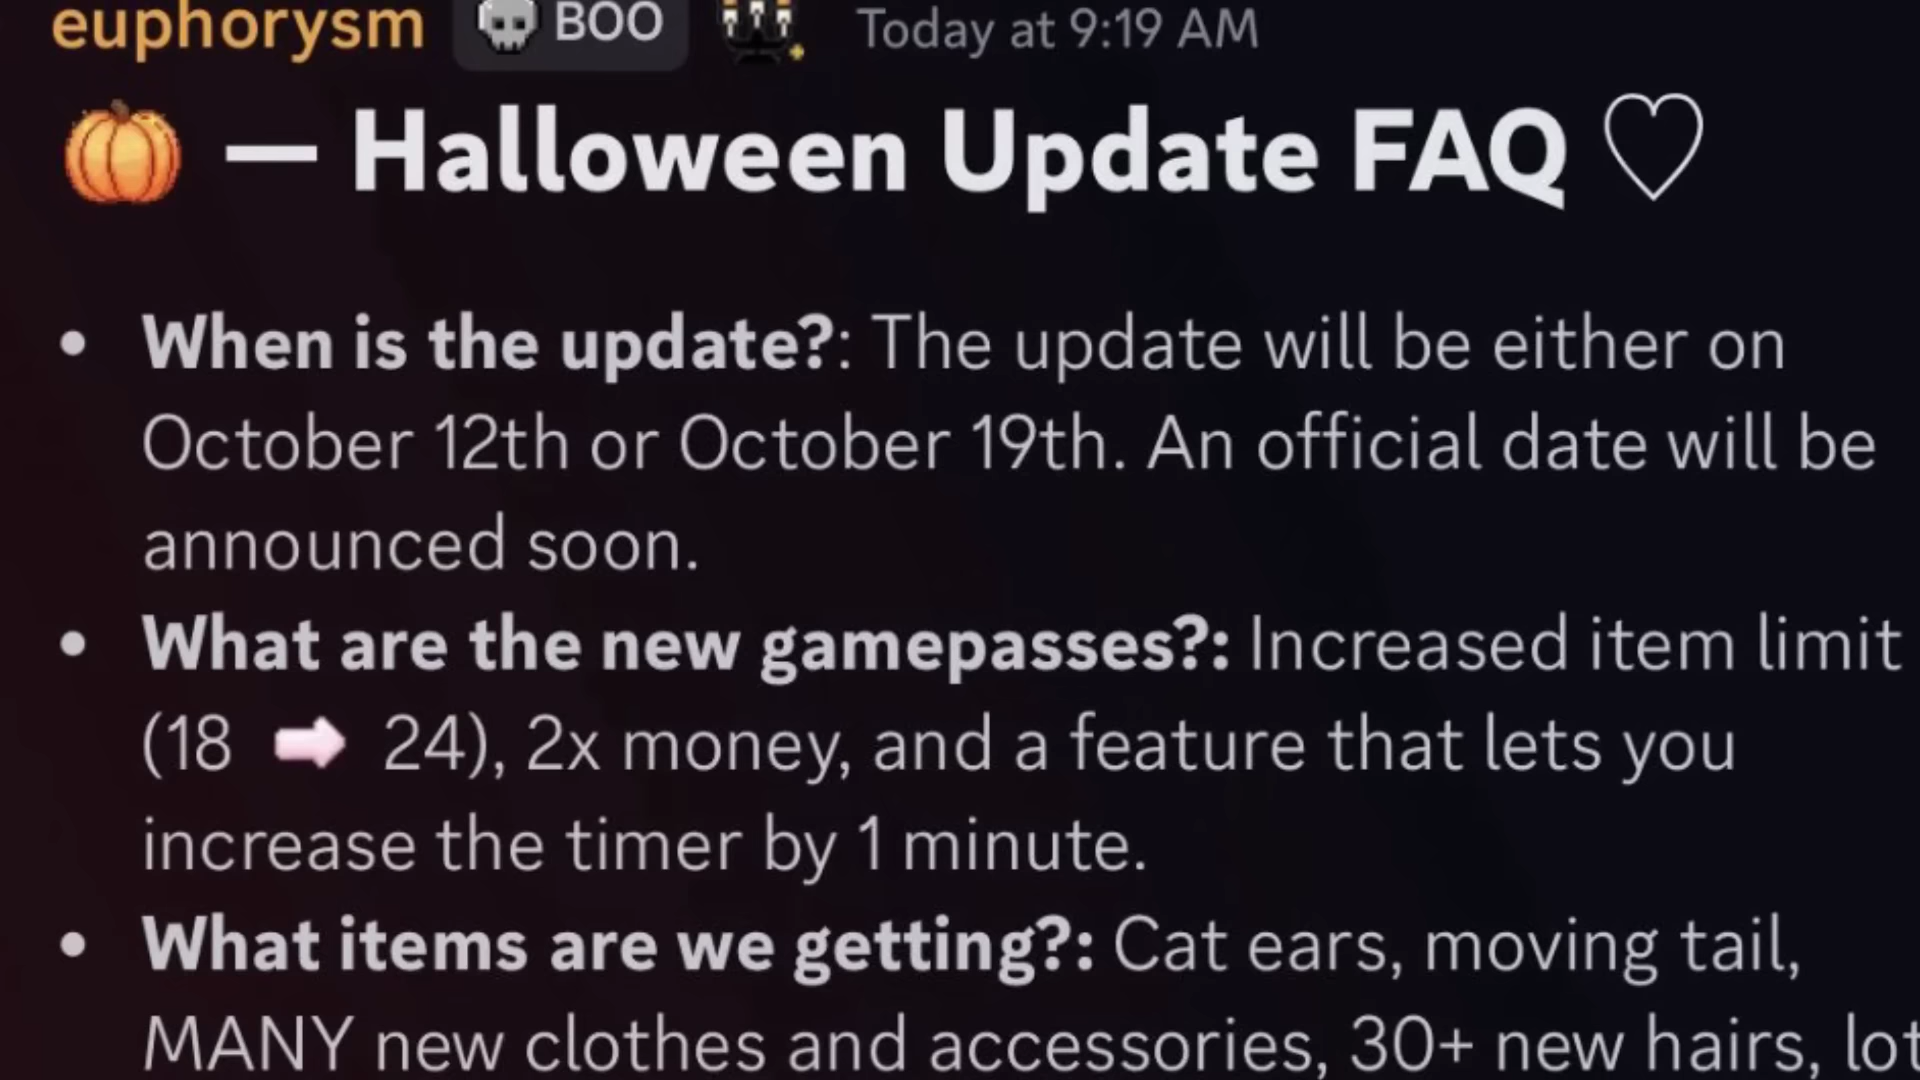 euphorysm BOO Today at 9:19 AM
🎃 — Halloween Update FAQ ♡
• When is the update?: The update will be either on
October 12th or October 19th. An official date will be
announced soon.
• What are the new gamepasses?: Increased item limit
(18 ➡ 24), 2x money, and a feature that lets you
increase the timer by 1 minute.
• What items are we getting?: Cat ears, moving tail,
MANY new clothes and accessories, 30+ new hairs,